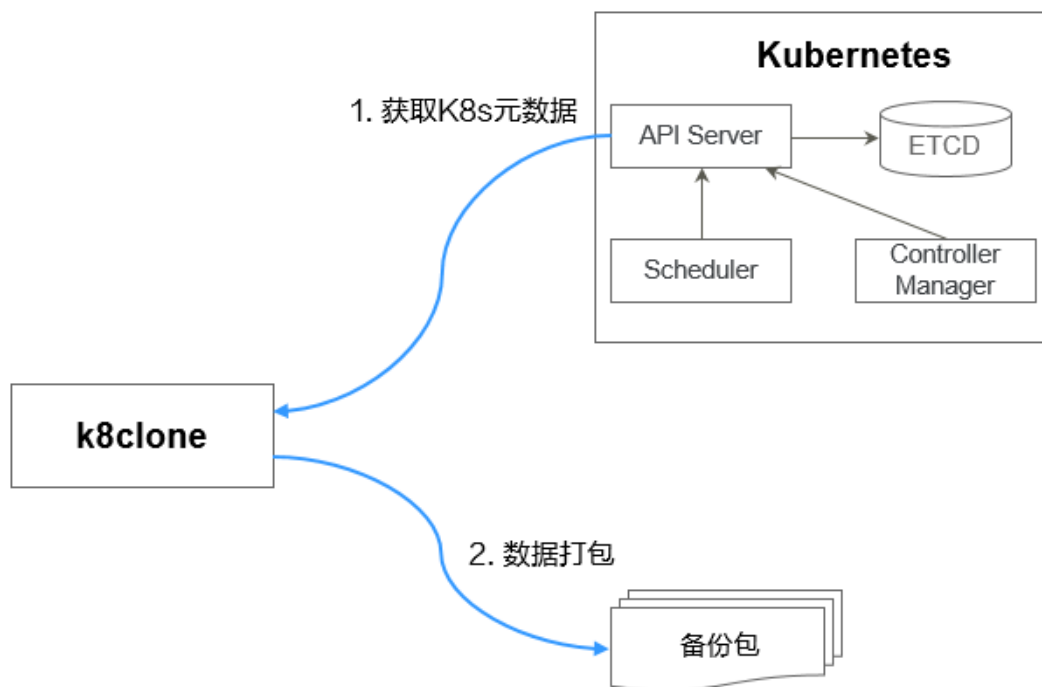 Kubernetes
1. 获取K8s元数据
API Server
ETCD
Scheduler
Controller
Manager
k8clone
2. 数据打包
备份包